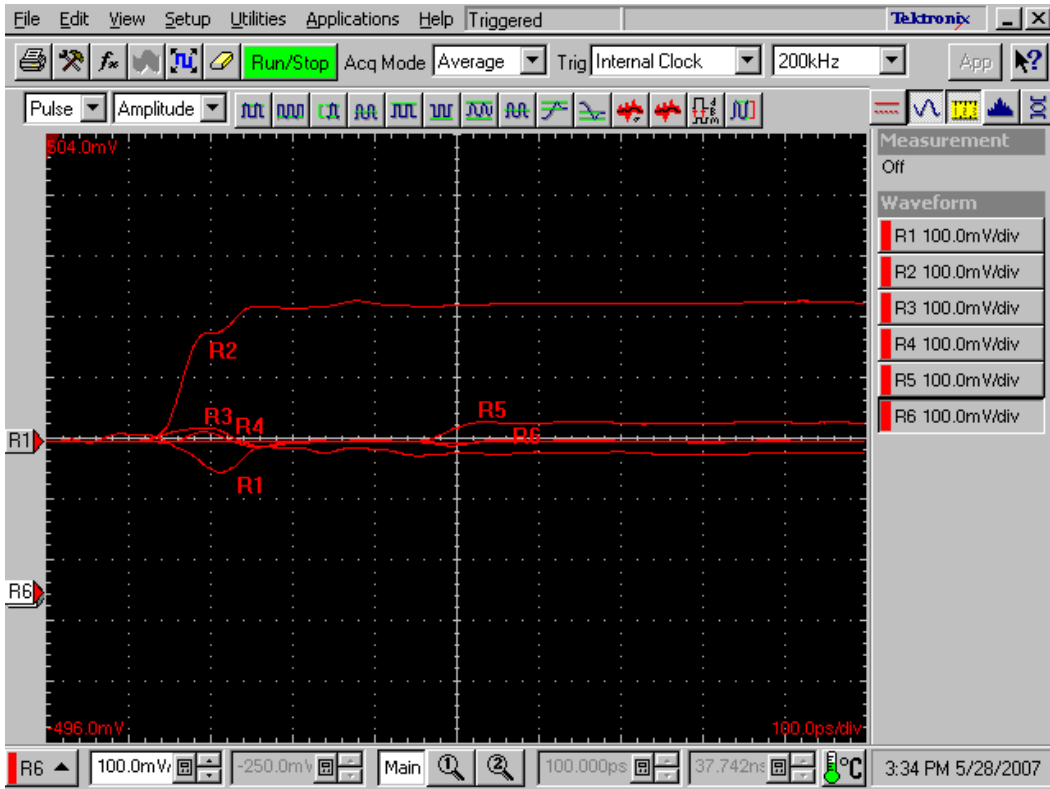 File Edit View Setup Utilities Applications Help Triggered Tektronix
Run/Stop Acq Mode Average Trig Internal Clock 200kHz App
Pulse Amplitude
504.0mV
Measurement
Off
Waveform
R1 100.0mV/div
R2 100.0mV/div
R3 100.0mV/div
R4 100.0mV/div
R5 100.0mV/div
R6 100.0mV/div
R2
R3
R4
R5
R6
R1
R1
R6
-496.0mV
100.0ps/div
R6 100.0mV/ -250.0mV Main 1 2 100.000ps 37.742ns °C 3:34 PM 5/28/2007